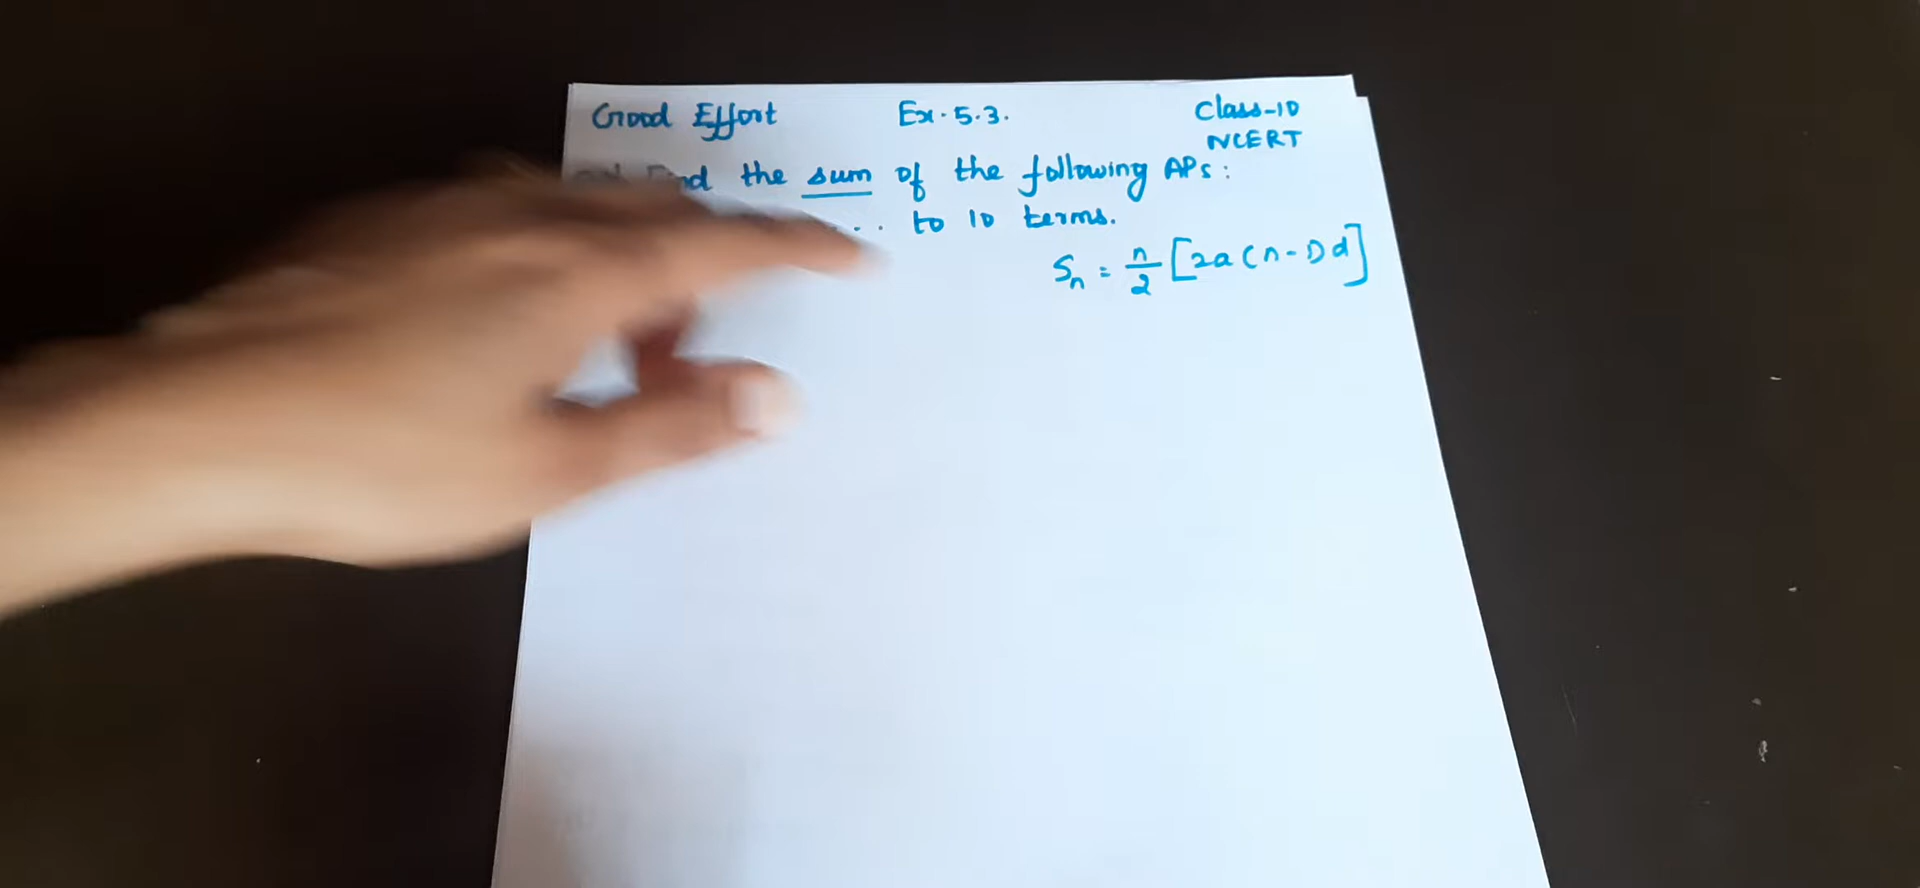 Good Effort Ex. 5.3. Class-10
NCERT
the sum of the following APs:
... to 10 terms.
Sn = n/2 [2a (n-1)d]